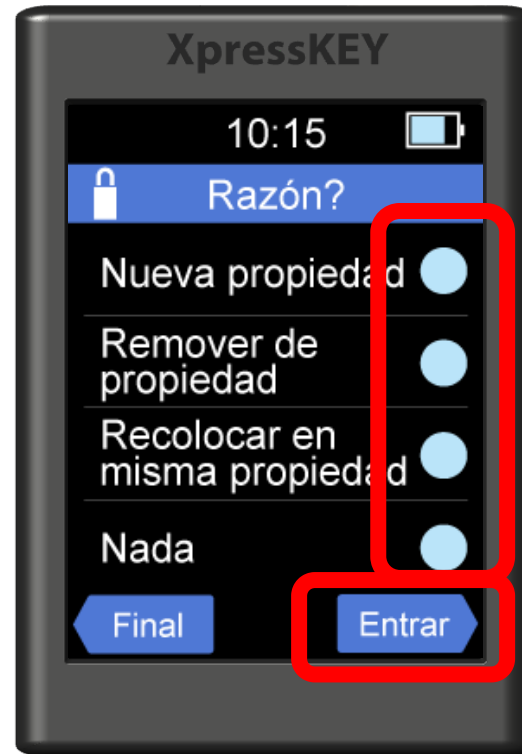 XpressKEY
10:15
Razón?
Nueva propiedad
Remover de
propiedad
Recolocar en
misma propiedad
Nada
Final
Entrar